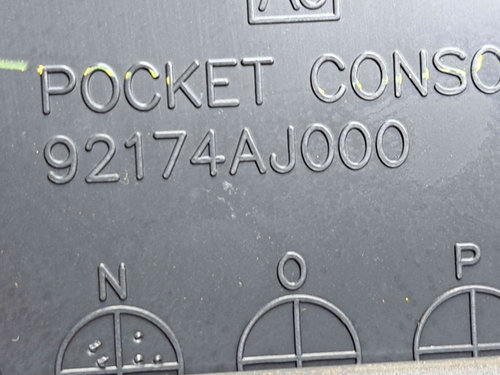 POCKET CONSO
92174AJ000
N O P